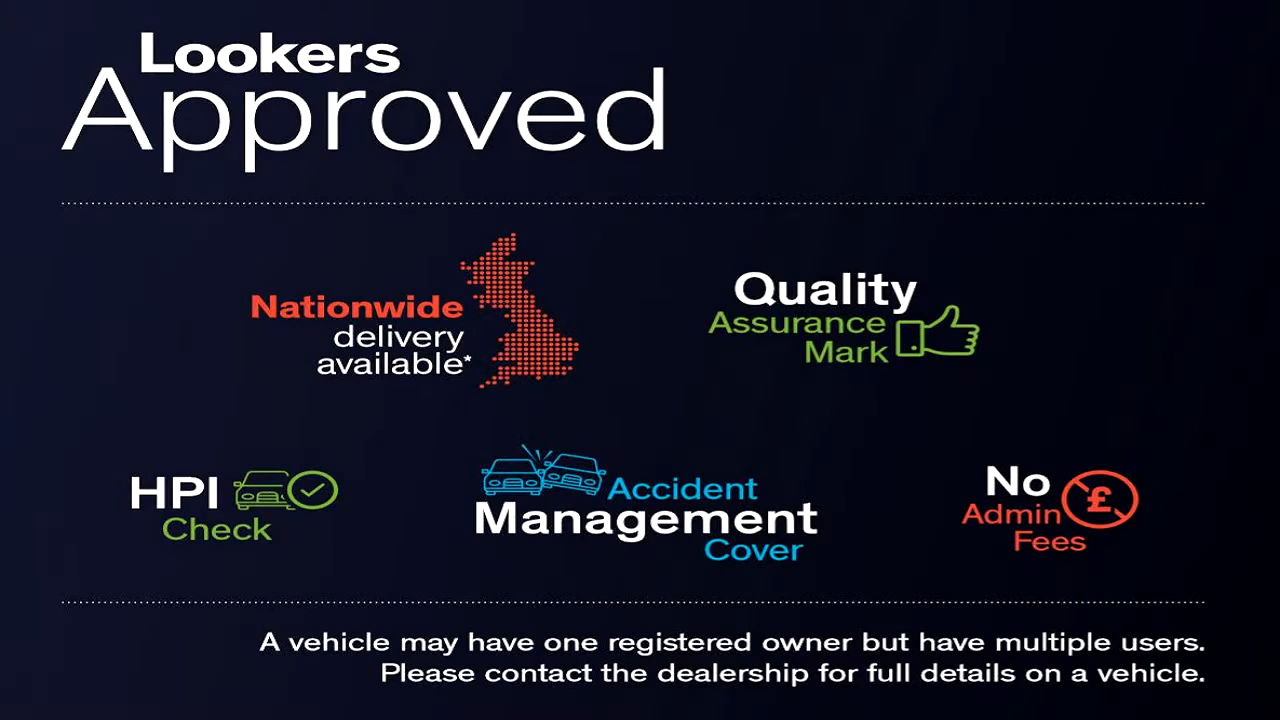 Lookers
Approved
Nationwide
delivery
available*
Quality
Assurance
Mark
HPI
Check
Accident
Management
Cover
No
£
Admin
Fees
A vehicle may have one registered owner but have multiple users.
Please contact the dealership for full details on a vehicle.